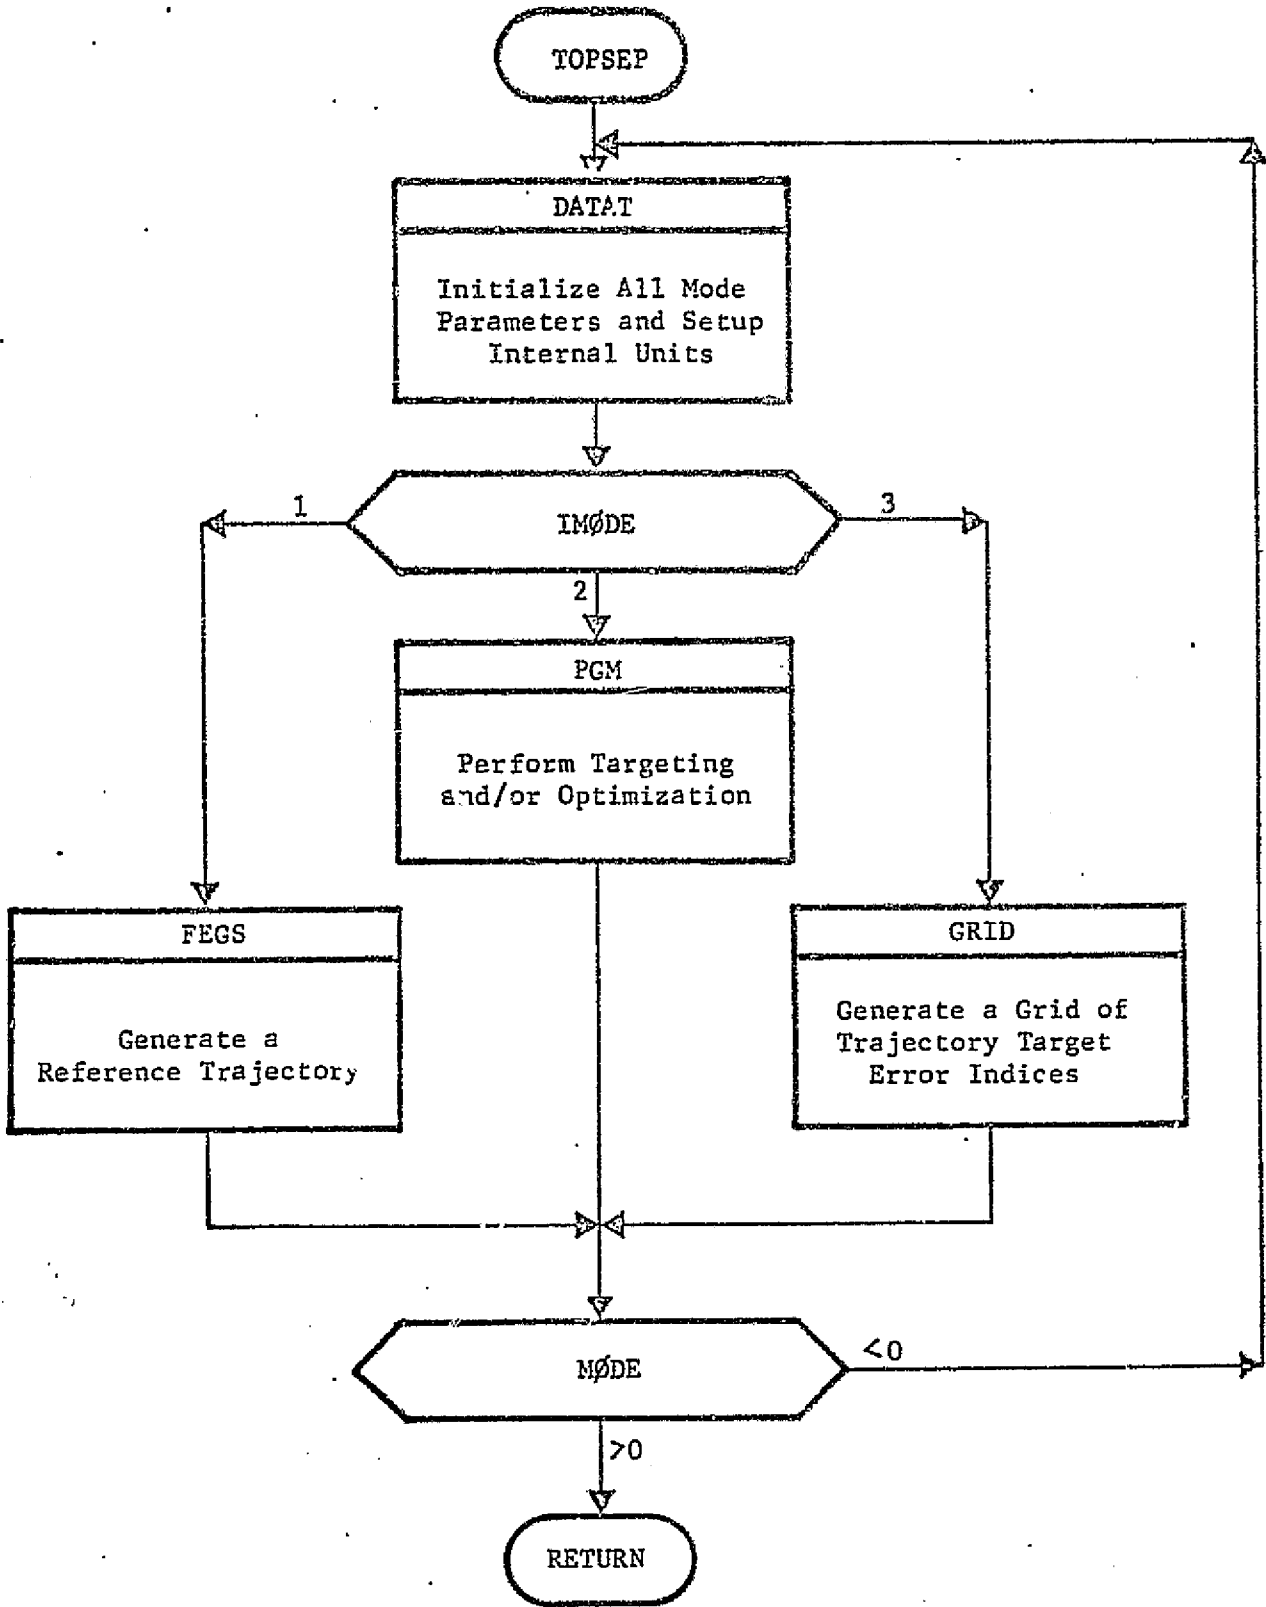 TOPSEP
DATAT
Initialize All Mode
Parameters and Setup
Internal Units
1
IMØDE
3
2
PGM
Perform Targeting
and/or Optimization
FEGS
Generate a
Reference Trajectory
GRID
Generate a Grid of
Trajectory Target
Error Indices
MØDE
<0
>0
RETURN